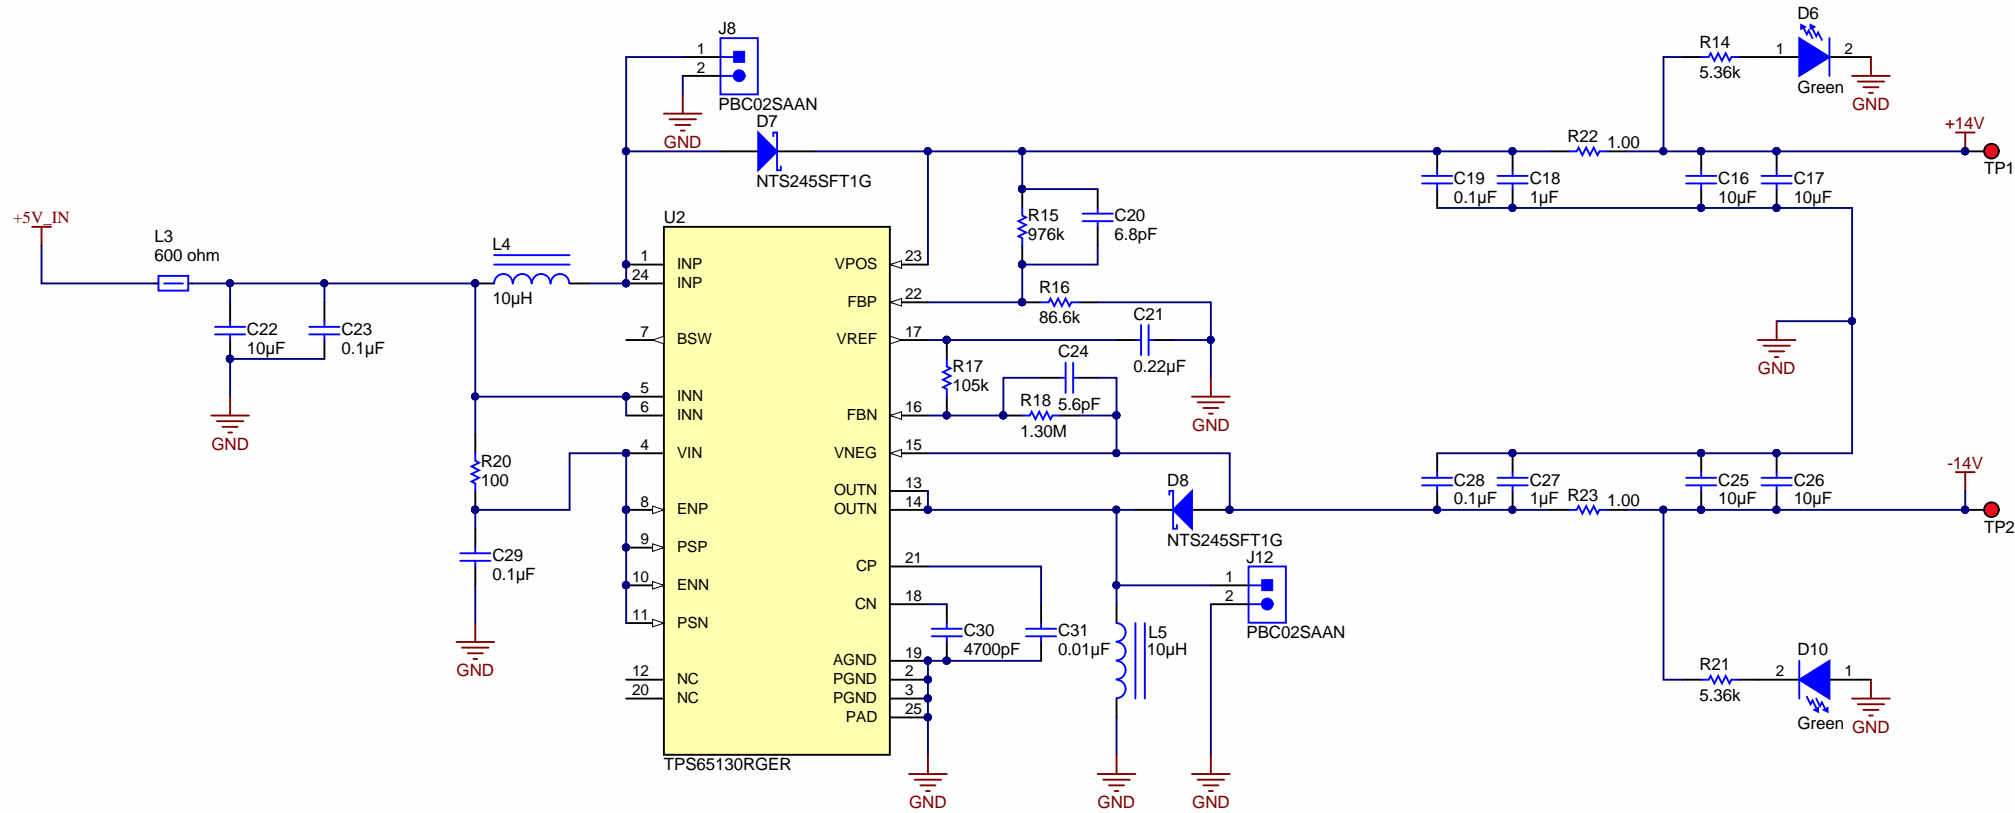 J8
1
2
PBC02SAAN
GND
D7
NTS245SFT1G
D6
R14
5.36k
1
2
Green
GND
+14V
TP1
R22
1.00
C19
0.1µF
C18
1µF
C16
10µF
C17
10µF
+5V_IN
L3
600 ohm
L4
10µH
C22
10µF
C23
0.1µF
GND
R20
100
C29
0.1µF
GND
U2
1
INP
24
INP
7
BSW
5
INN
6
INN
4
VIN
8
ENP
9
PSP
10
ENN
11
PSN
12
NC
20
NC
VPOS
23
FBP
22
VREF
17
FBN
16
VNEG
15
OUTN
13
OUTN
14
CP
21
CN
18
AGND
19
PGND
2
PGND
3
PAD
25
TPS65130RGER
R15
976k
C20
6.8pF
R16
86.6k
C21
0.22µF
R17
105k
C24
5.6pF
R18
1.30M
GND
GND
D8
NTS245SFT1G
C28
0.1µF
C27
1µF
R23
1.00
C25
10µF
C26
10µF
-14V
TP2
J12
1
2
PBC02SAAN
C30
4700pF
C31
0.01µF
L5
10µH
GND
GND
GND
R21
5.36k
D10
2
1
Green
GND